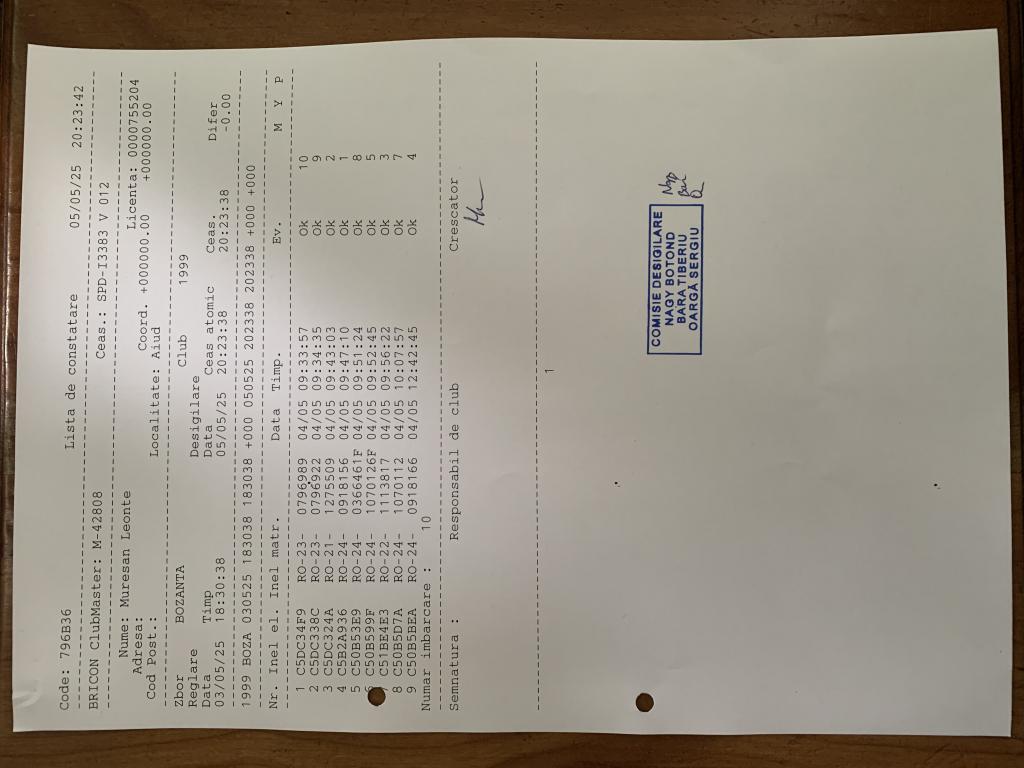 Code: 796B36 Lista de constatare 05/05/25 20:23:42
BRICON ClubMaster: M-42808 Ceas.: SPD-I3383 V 012
Nume: Muresan Leonte Licenta: 0000755204
Adresa: Coord. +000000.00 +000000.00
Cod Post.: Localitate: Aiud
Zbor BOZANTA Club 1999
Reglare Desigilare
Data Timp Data Ceas atomic Ceas. Difer
03/05/25 18:30:38 05/05/25 20:23:38 20:23:38 -0.00
1999 BOZA 030525 183038 183038 +000 050525 202338 202338 +000 +000
Nr. Inel el. Inel matr. Data Timp. Ev. M Y P
1 C5DC34F9 RO-23- 0796989 04/05 09:33:57 Ok 10
2 C5DC338C RO-23- 0796922 04/05 09:34:35 Ok 9
3 C5DC324A RO-21- 1275509 04/05 09:43:03 Ok 2
4 C5B2A936 RO-24- 0918156 04/05 09:47:10 Ok 1
5 C50B53E9 RO-24- 0366461F 04/05 09:51:24 Ok 8
6 C50B599F RO-24- 1070126F 04/05 09:52:45 Ok 5
7 C51BE4E3 RO-22- 1113817 04/05 09:56:22 Ok 3
8 C50B5D7A RO-24- 1070112 04/05 10:07:57 Ok 7
9 C50B5BEA RO-24- 0918166 04/05 12:42:45 Ok 4
Numar imbarcare : 10
Semnatura : Responsabil de club Crescator
1
COMISIE DESIGILARE
NAGY BOTOND
BARA TIBERIU
OARGĂ SERGIU